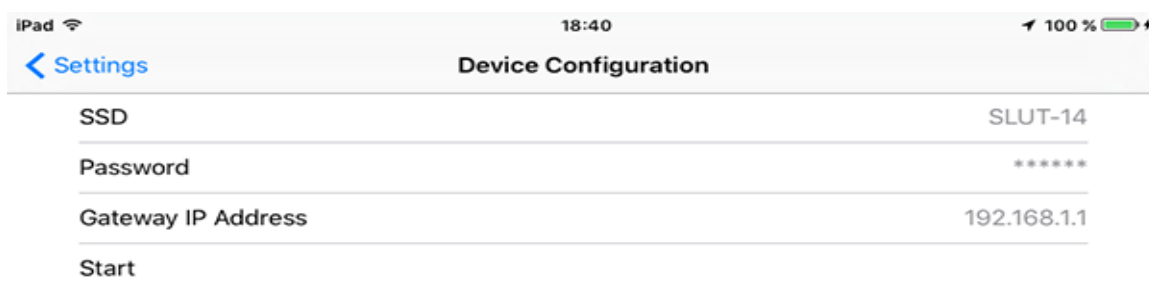 iPad 18:40 100 %
Settings Device Configuration
SSD SLUT-14
Password ******
Gateway IP Address 192.168.1.1
Start